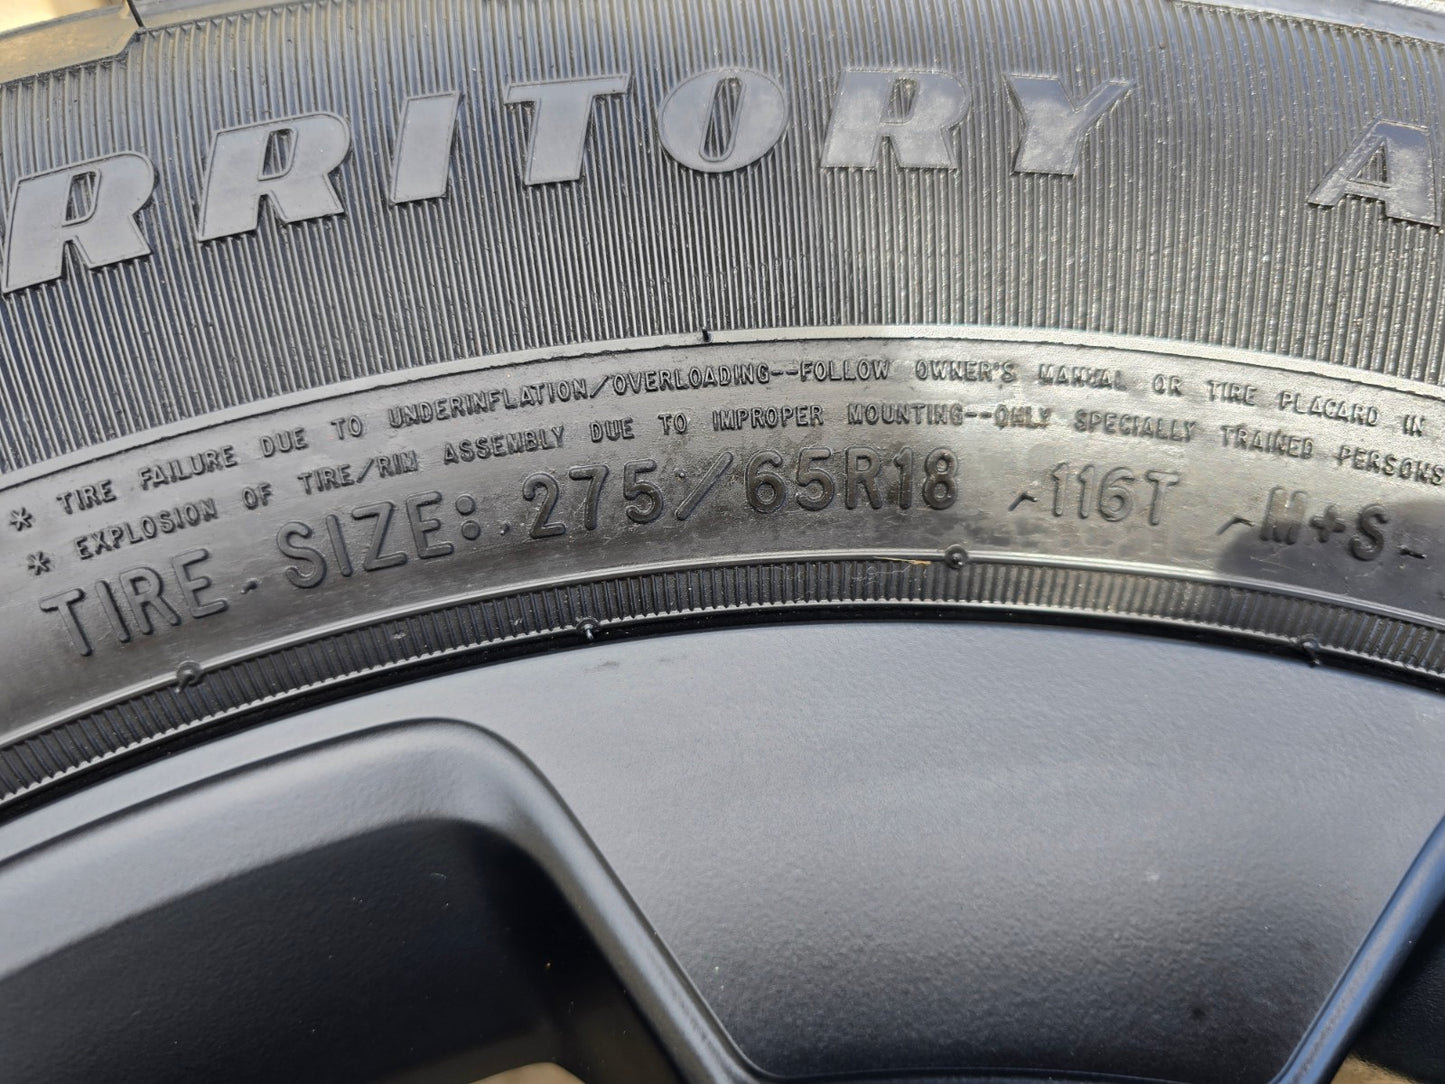 RRITORY A
* TIRE FAILURE DUE TO UNDERINFLATION/OVERLOADING--FOLLOW OWNER'S MANUAL OR TIRE PLACARD IN
* EXPLOSION OF TIRE/RIM ASSEMBLY DUE TO IMPROPER MOUNTING--ONLY SPECIALLY TRAINED PERSONS
TIRE SIZE: 275/65R18 116T M+S